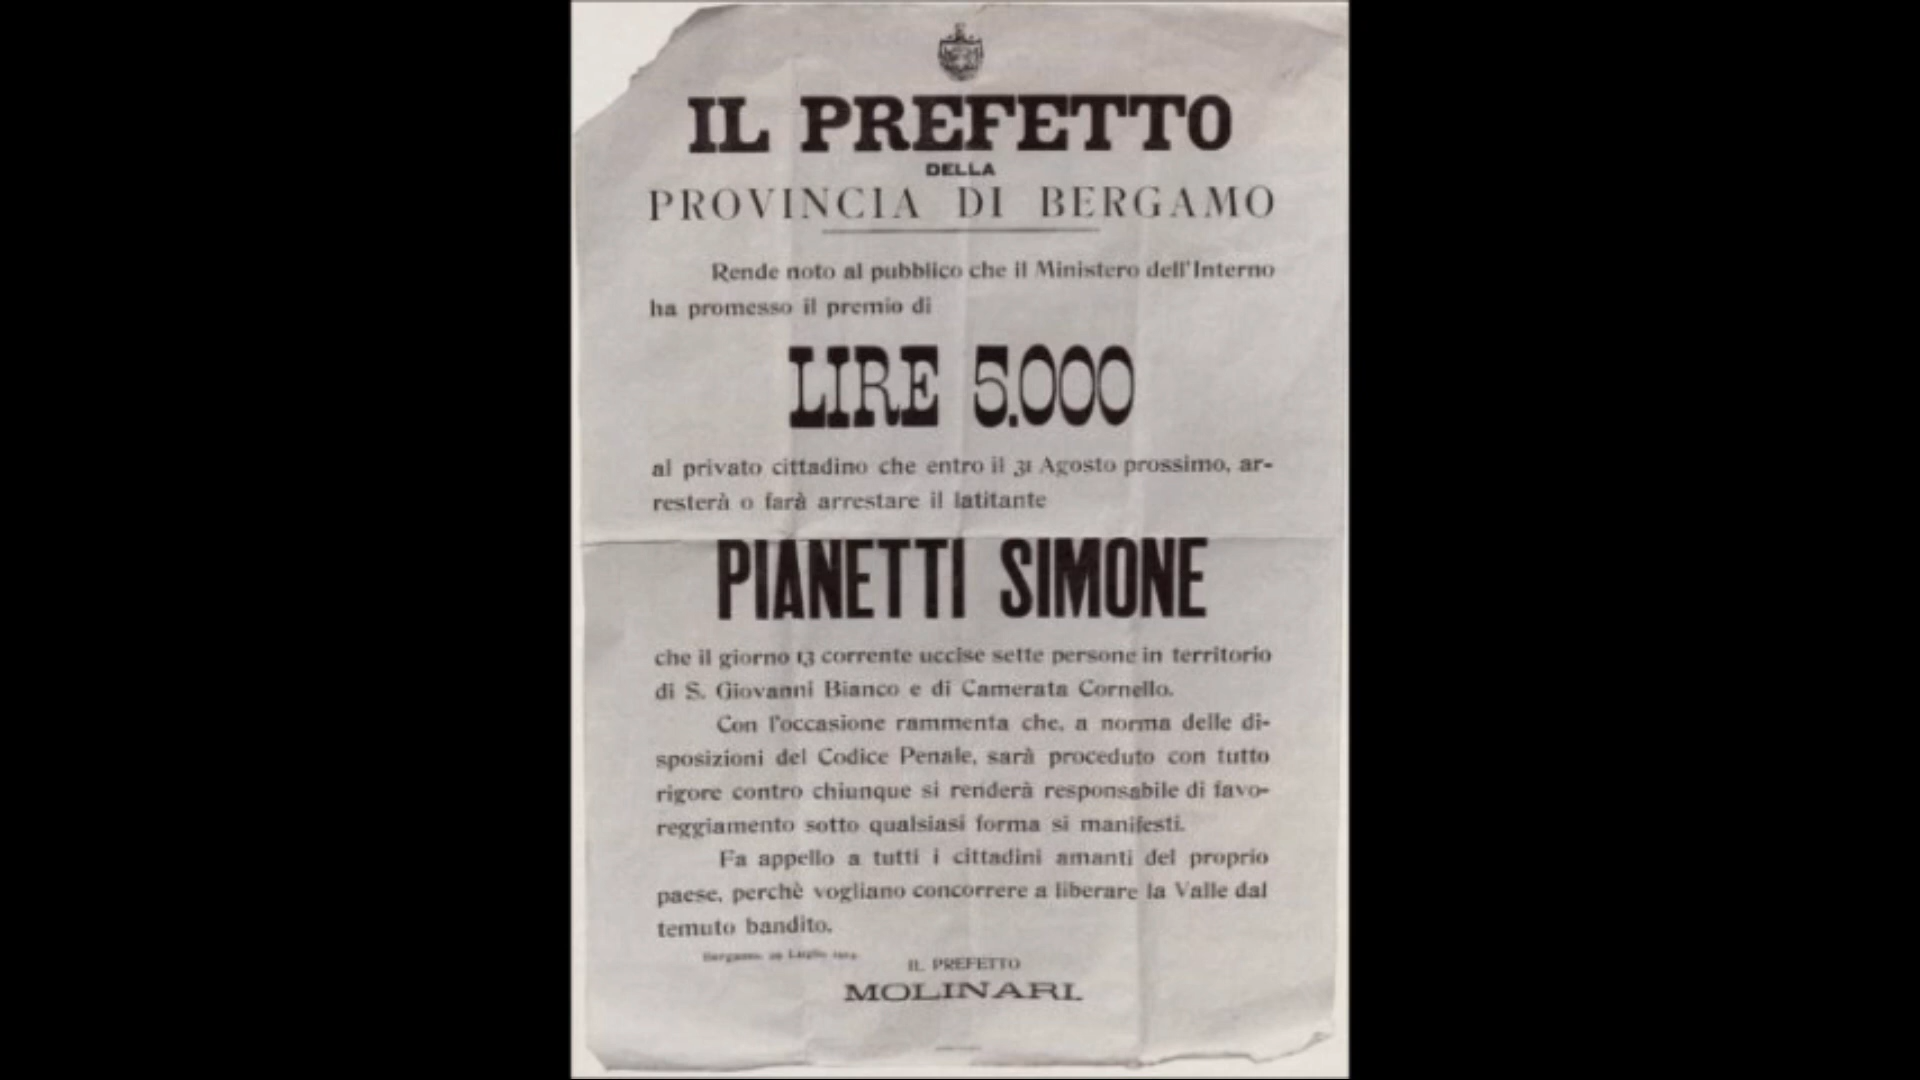 IL PREFETTO
DELLA
PROVINCIA DI BERGAMO
Rende noto al pubblico che il Ministero dell'Interno
ha promesso il premio di
LIRE 5.000
al privato cittadino che entro il 31 Agosto prossimo, ar-
resterà o farà arrestare il latitante
PIANETTI SIMONE
che il giorno 13 corrente uccise sette persone in territorio
di S. Giovanni Bianco e di Camerata Cornello.
Con l'occasione rammenta che, a norma delle di-
sposizioni del Codice Penale, sarà proceduto con tutto
rigore contro chiunque si renderà responsabile di favo-
reggiamento sotto qualsiasi forma si manifesti.
Fa appello a tutti i cittadini amanti del proprio
paese, perchè vogliano concorrere a liberare la Valle dal
temuto bandito.
Bergamo, Luglio
IL PREFETTO
MOLINARI.